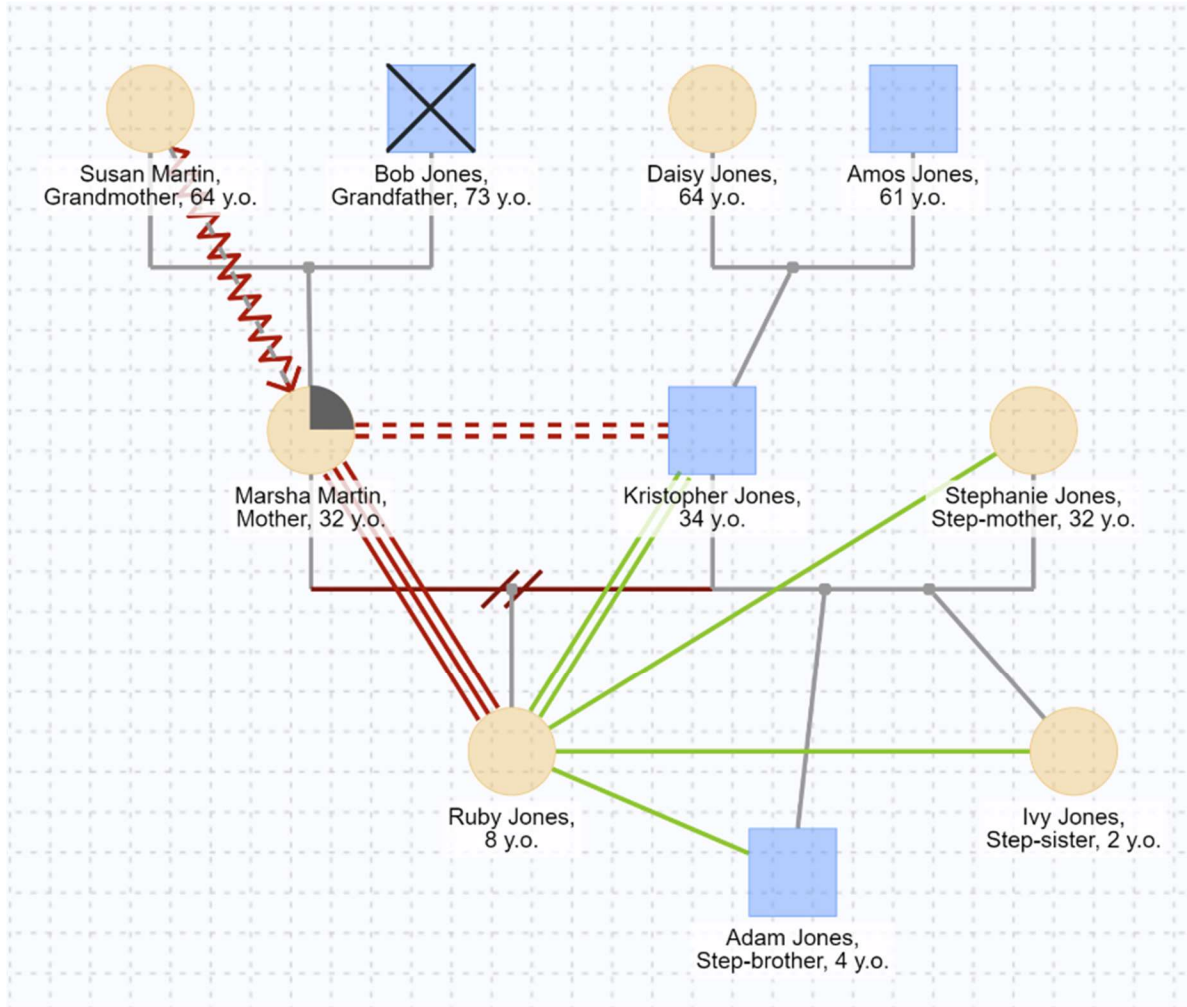 Susan Martin,
Grandmother, 64 y.o.
Bob Jones,
Grandfather, 73 y.o.
Daisy Jones,
64 y.o.
Amos Jones,
61 y.o.
Marsha Martin,
Mother, 32 y.o.
Kristopher Jones,
34 y.o.
Stephanie Jones,
Step-mother, 32 y.o.
Ruby Jones,
8 y.o.
Ivy Jones,
Step-sister, 2 y.o.
Adam Jones,
Step-brother, 4 y.o.